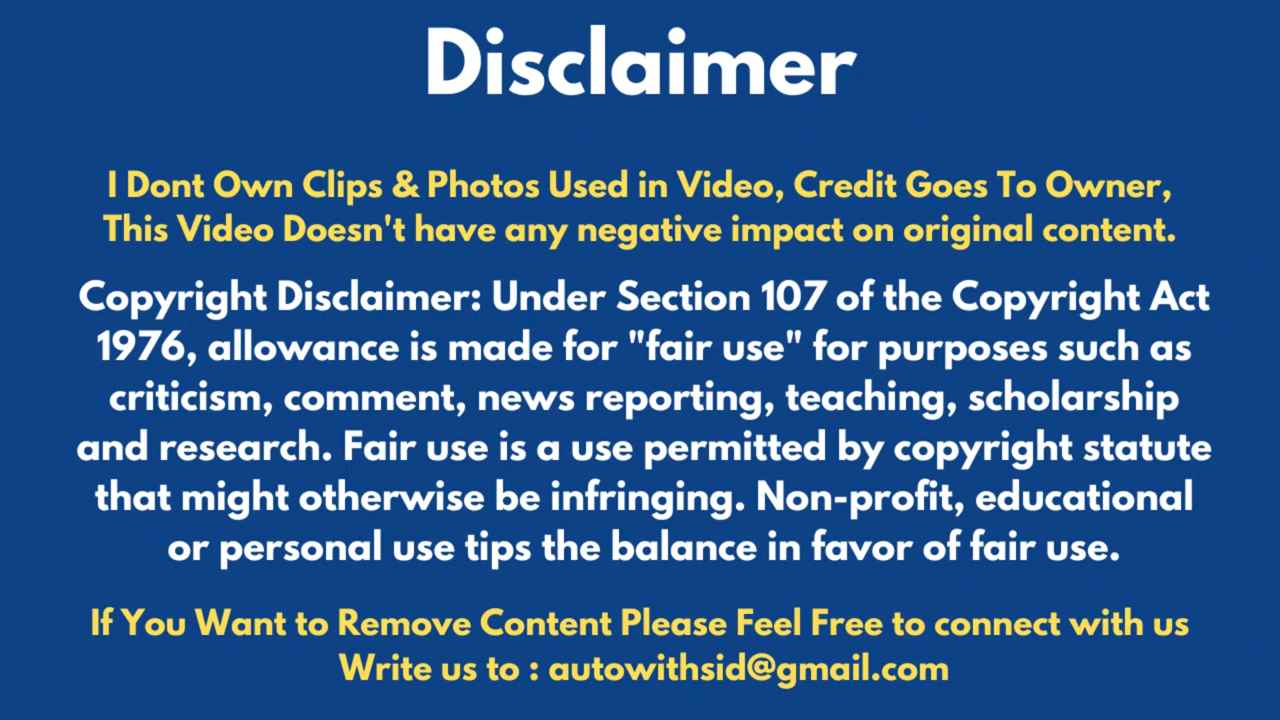 Disclaimer
I Dont Own Clips & Photos Used in Video, Credit Goes To Owner,
This Video Doesn't have any negative impact on original content.
Copyright Disclaimer: Under Section 107 of the Copyright Act
1976, allowance is made for "fair use" for purposes such as
criticism, comment, news reporting, teaching, scholarship
and research. Fair use is a use permitted by copyright statute
that might otherwise be infringing. Non-profit, educational
or personal use tips the balance in favor of fair use.
If You Want to Remove Content Please Feel Free to connect with us
Write us to : autowithsid@gmail.com